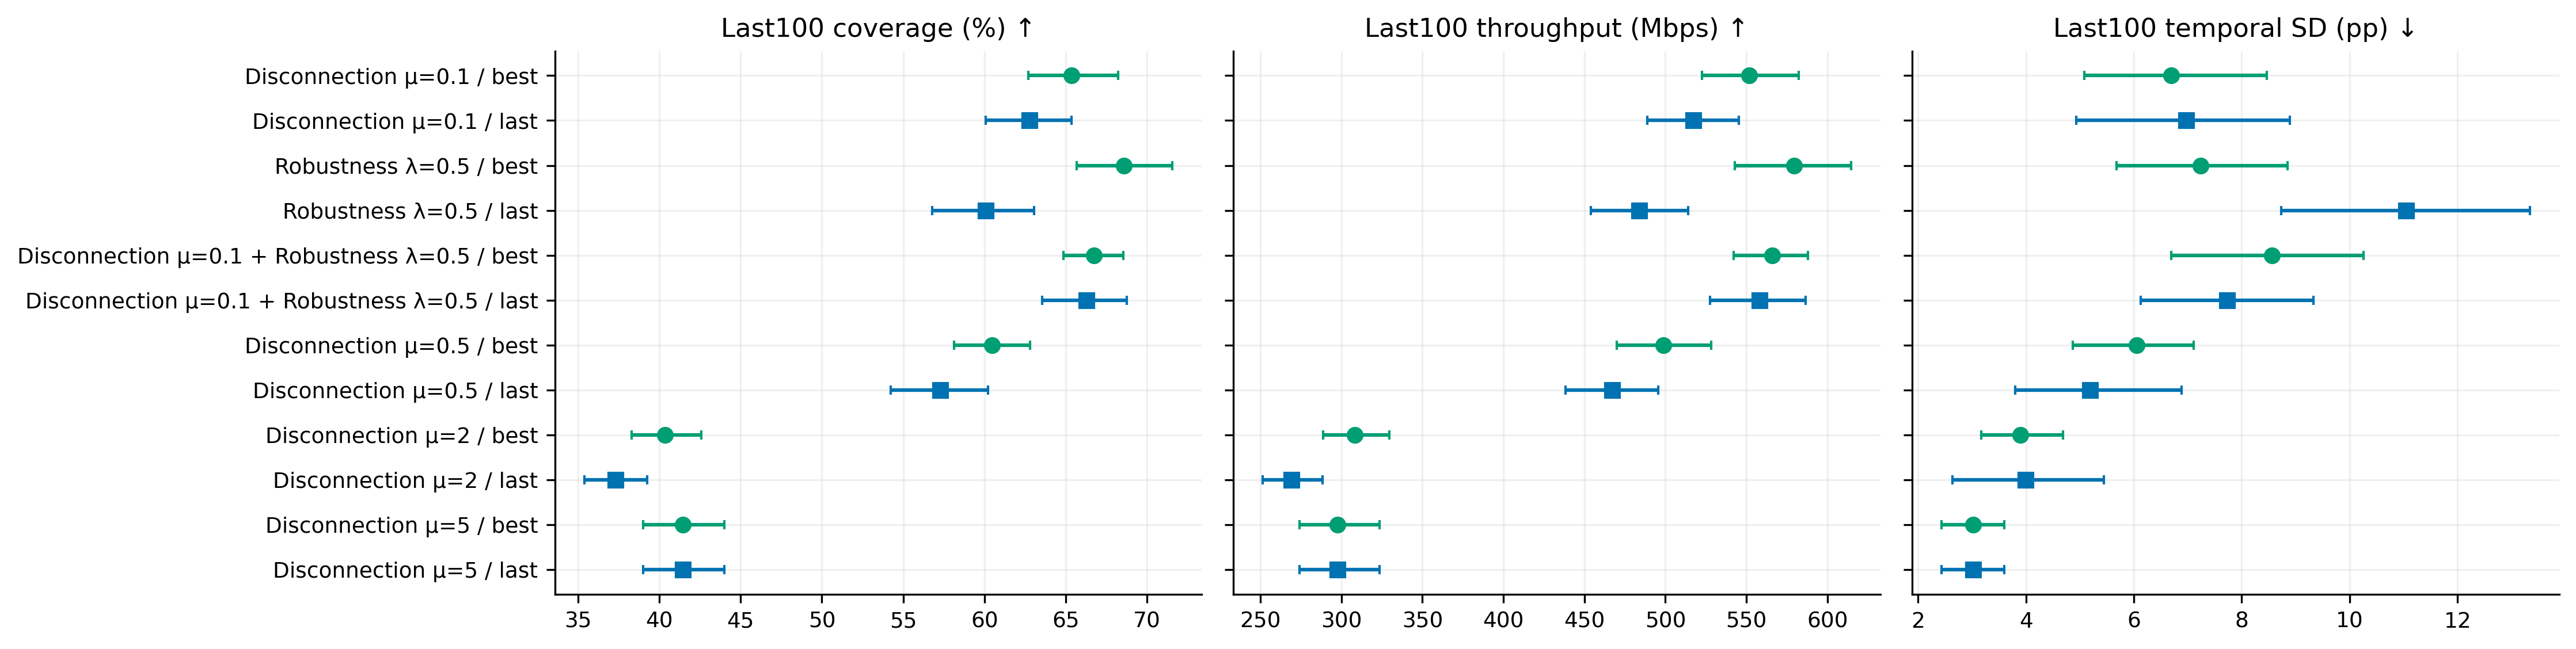 Last100 coverage (%) ↑
Last100 throughput (Mbps) ↑
Last100 temporal SD (pp) ↓
Disconnection μ=0.1 / best
Disconnection μ=0.1 / last
Robustness λ=0.5 / best
Robustness λ=0.5 / last
Disconnection μ=0.1 + Robustness λ=0.5 / best
Disconnection μ=0.1 + Robustness λ=0.5 / last
Disconnection μ=0.5 / best
Disconnection μ=0.5 / last
Disconnection μ=2 / best
Disconnection μ=2 / last
Disconnection μ=5 / best
Disconnection μ=5 / last
35 40 45 50 55 60 65 70
250 300 350 400 450 500 550 600
2 4 6 8 10 12